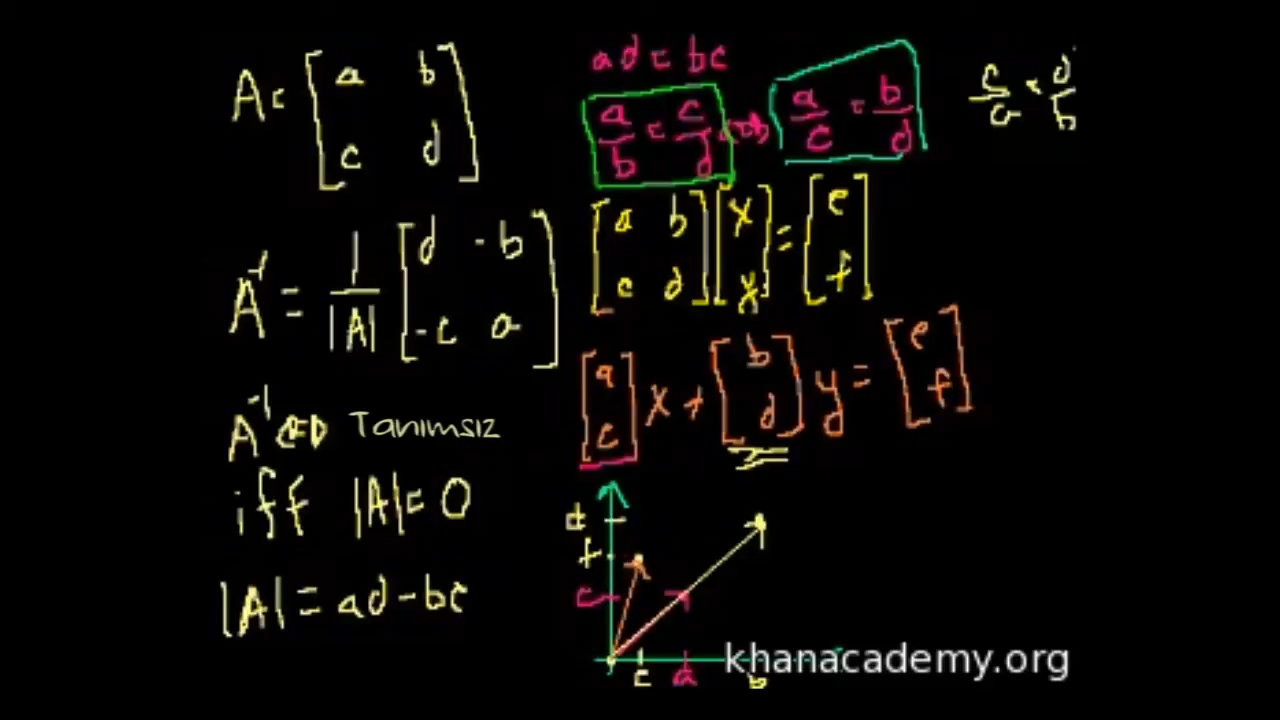 A = [a b
c d]
A⁻¹ = 1/|A| [d -b
-c a]
A⁻¹ ⇔ Tanımsız
iff |A| = 0
|A| = ad - bc
ad = bc
a/b = c/d ⇔ a/c = b/d
c/a = d/b
[a b
c d] [x
y] = [e
f]
[a
c] x + [b
d] y = [e
f]
d
f
c
e a b
khanacademy.org